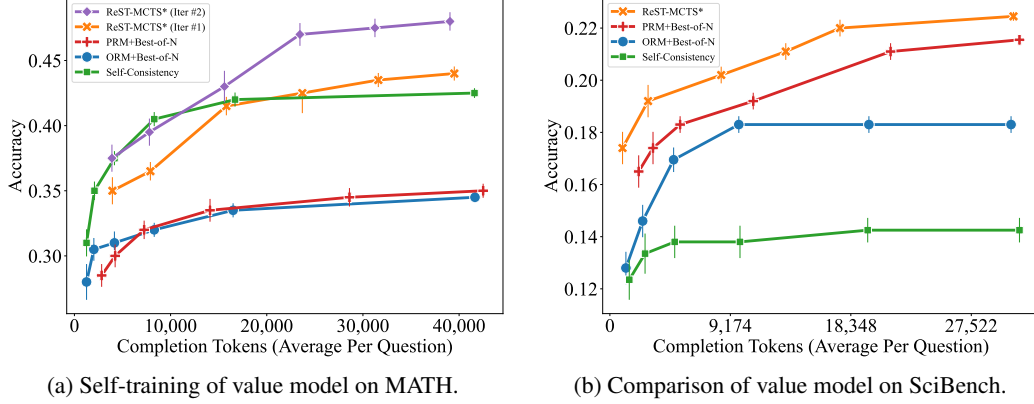 ReST-MCTS* (Iter #2)
ReST-MCTS* (Iter #1)
PRM+Best-of-N
ORM+Best-of-N
Self-Consistency
Accuracy
0.45
0.40
0.35
0.30
0
10,000
20,000
30,000
40,000
Completion Tokens (Average Per Question)
(a) Self-training of value model on MATH.
ReST-MCTS*
PRM+Best-of-N
ORM+Best-of-N
Self-Consistency
Accuracy
0.22
0.20
0.18
0.16
0.14
0.12
0
9,174
18,348
27,522
Completion Tokens (Average Per Question)
(b) Comparison of value model on SciBench.